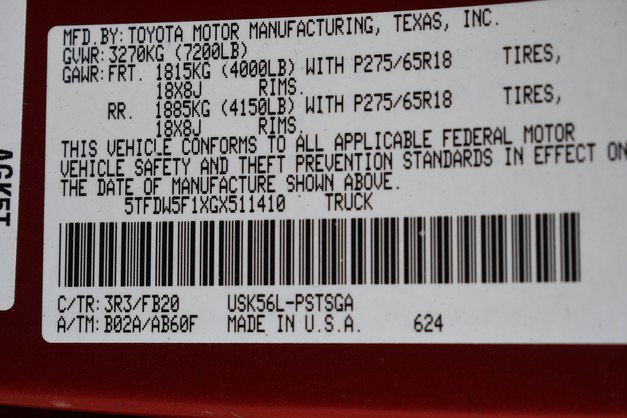 MFD.BY:TOYOTA MOTOR MANUFACTURING, TEXAS, INC.
GVWR:3270KG (7200LB)
GAWR:FRT. 1815KG (4000LB) WITH P275/65R18 TIRES,
18X8J RIMS.
RR. 1885KG (4150LB) WITH P275/65R18 TIRES,
18X8J RIMS.
THIS VEHICLE CONFORMS TO ALL APPLICABLE FEDERAL MOTOR
VEHICLE SAFETY AND THEFT PREVENTION STANDARDS IN EFFECT ON
THE DATE OF MANUFACTURE SHOWN ABOVE.
5TFDW5F1XGX511410 TRUCK
C/TR:3R3/FB20 USK56L-PSTSGA
A/TM:B02A/AB60F MADE IN U.S.A. 624